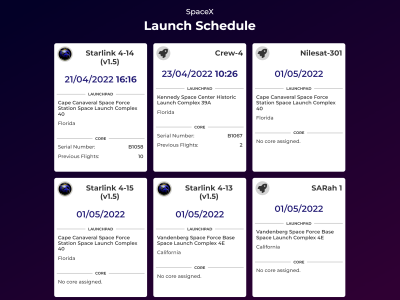 SpaceX
Launch Schedule
Starlink 4-14
(v1.5)
21/04/2022 16:16
LAUNCHPAD
Cape Canaveral Space Force
Station Space Launch Complex
40
Florida
CORE
Serial Number: B1058
Previous Flights: 10
Crew-4
23/04/2022 10:26
LAUNCHPAD
Kennedy Space Center Historic
Launch Complex 39A
Florida
CORE
Serial Number: B1067
Previous Flights: 2
Nilesat-301
01/05/2022
LAUNCHPAD
Cape Canaveral Space Force
Station Space Launch Complex
40
Florida
CORE
No core assigned.
Starlink 4-15
(v1.5)
01/05/2022
LAUNCHPAD
Cape Canaveral Space Force
Station Space Launch Complex
40
Florida
CORE
No core assigned.
Starlink 4-13
(v1.5)
01/05/2022
LAUNCHPAD
Vandenberg Space Force Base
Space Launch Complex 4E
California
CORE
No core assigned.
SARah 1
01/05/2022
LAUNCHPAD
Vandenberg Space Force Base
Space Launch Complex 4E
California
CORE
No core assigned.